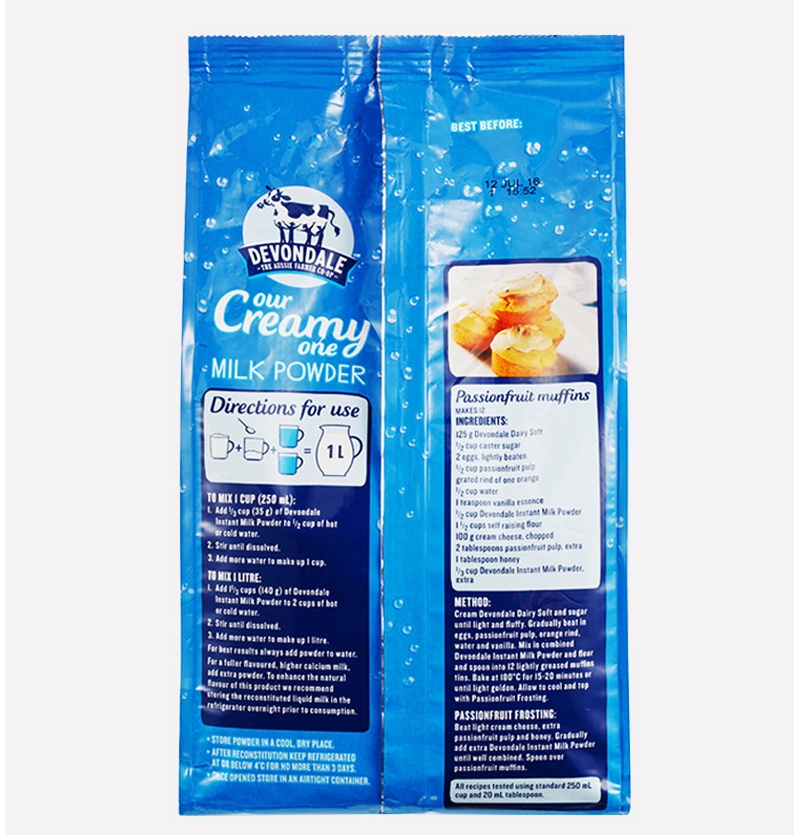 DEVONDALE
THE AUSSIE FARMER CO-OP
our
Creamy
one
MILK POWDER
Directions for use
+ + = 1 L
TO MIX 1 CUP (250 mL):
1. Add 1/3 cup (35 g) of Devondale
Instant Milk Powder to 1/2 cup of hot
or cold water.
2. Stir until dissolved.
3. Add more water to make up 1 cup.
TO MIX 1 LITRE:
1. Add 1 1/3 cups (140 g) of Devondale
Instant Milk Powder to 2 cups of hot
or cold water.
2. Stir until dissolved.
3. Add more water to make up 1 litre.
For best results always add powder to water.
For a fuller flavoured, higher calcium milk,
add extra powder. To enhance the natural
flavour of this product we recommend
storing the reconstituted liquid milk in the
refrigerator overnight prior to consumption.
• STORE POWDER IN A COOL, DRY PLACE.
• AFTER RECONSTITUTION KEEP REFRIGERATED
AT OR BELOW 4°C FOR NO MORE THAN 3 DAYS.
• ONCE OPENED STORE IN AN AIRTIGHT CONTAINER.
BEST BEFORE:
12 JUL 16
1 16:52
Passionfruit muffins
MAKES 12
INGREDIENTS:
125 g Devondale Dairy Soft
1/2 cup caster sugar
2 eggs, lightly beaten
1/2 cup passionfruit pulp
grated rind of one orange
1/2 cup water
1 teaspoon vanilla essence
1/2 cup Devondale Instant Milk Powder
1 1/2 cups self raising flour
100 g cream cheese, chopped
2 tablespoons passionfruit pulp, extra
1 tablespoon honey
1/3 cup Devondale Instant Milk Powder,
extra
METHOD:
Cream Devondale Dairy Soft and sugar
until light and fluffy. Gradually beat in
eggs, passionfruit pulp, orange rind,
water and vanilla. Mix in combined
Devondale Instant Milk Powder and flour
and spoon into 12 lightly greased muffins
tins. Bake at 180°C for 15-20 minutes or
until light golden. Allow to cool and top
with Passionfruit Frosting.
PASSIONFRUIT FROSTING:
Beat light cream cheese, extra
passionfruit pulp and honey. Gradually
add extra Devondale Instant Milk Powder
until well combined. Spoon over
passionfruit muffins.
All recipes tested using standard 250 mL
cup and 20 mL tablespoon.